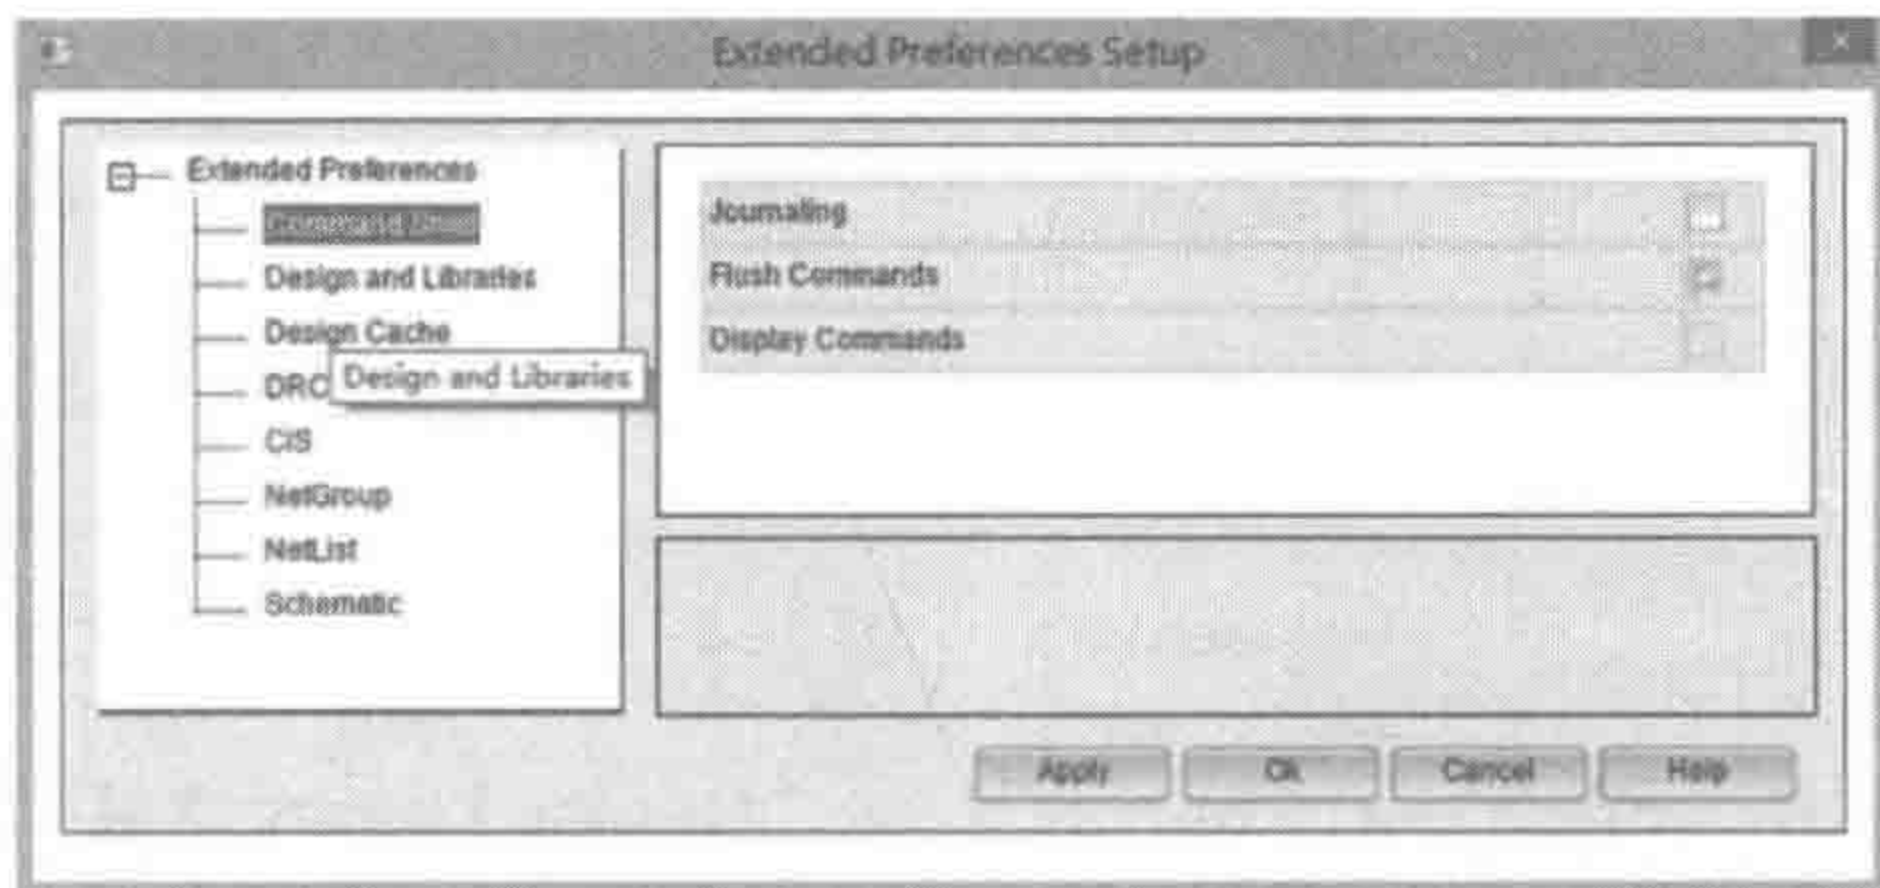 Extended Preferences Setup
Extended Preferences
Design and Libraries
Design Cache
DRC
Design and Libraries
CIS
NetGroup
NetList
Schematic
Journaling
Flush Commands
Display Commands
Apply
Ok
Cancel
Help